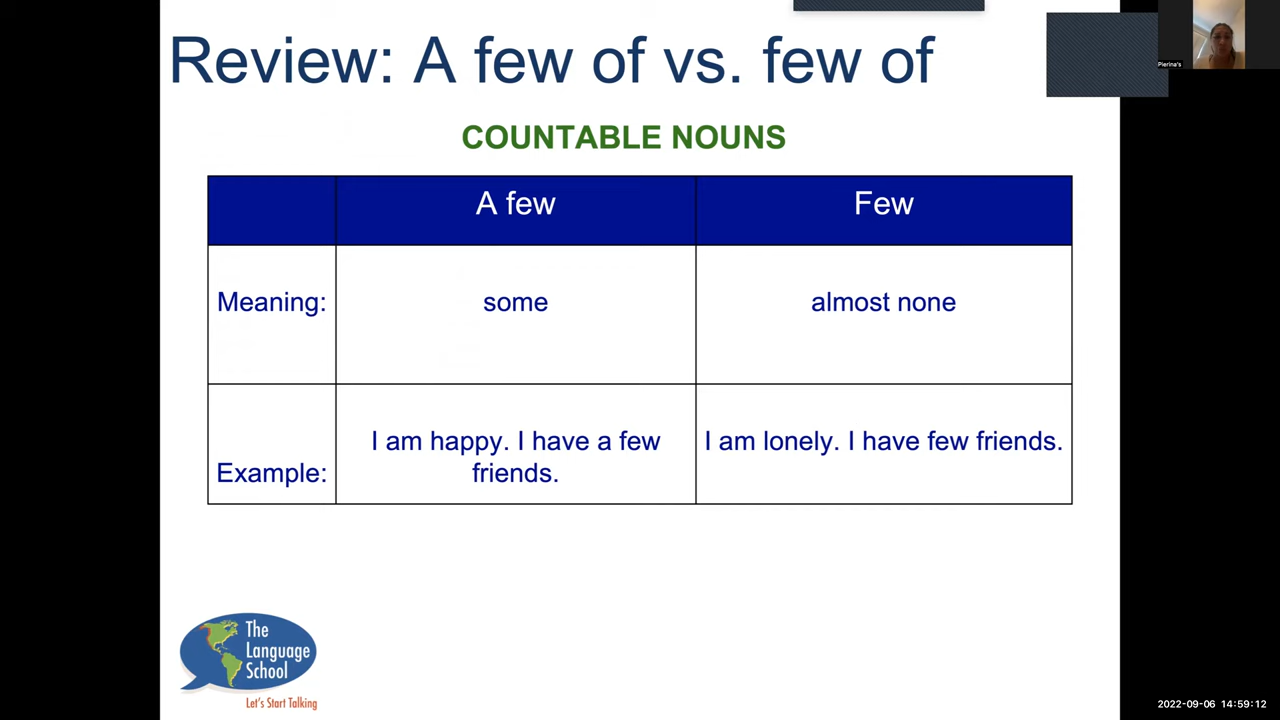 Review: A few of vs. few of
Pierina's
COUNTABLE NOUNS
A few
Few
Meaning:
some
almost none
Example:
I am happy. I have a few
friends.
I am lonely. I have few friends.
The
Language
School
Let's Start Talking
2022-09-06 14:59:12